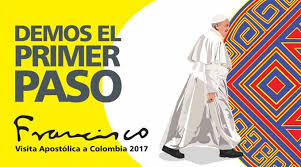 DEMOS EL
PRIMER
PASO
Francisco
Visita Apostólica a Colombia 2017